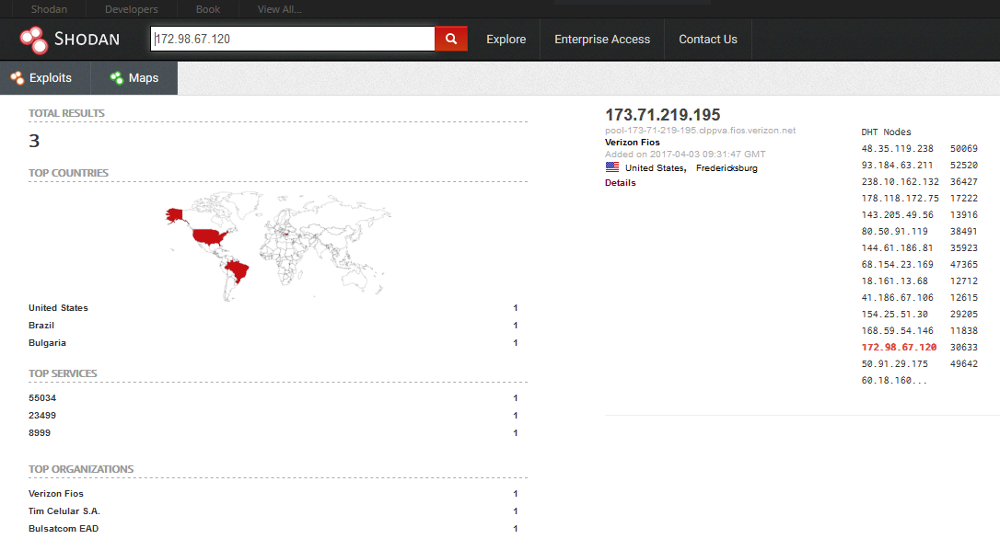 Shodan Developers Book View All...
SHODAN 172.98.67.120 Explore Enterprise Access Contact Us
Exploits Maps
TOTAL RESULTS
3
TOP COUNTRIES
United States 1
Brazil 1
Bulgaria 1
TOP SERVICES
55034 1
23499 1
8999 1
TOP ORGANIZATIONS
Verizon Fios 1
Tim Celular S.A. 1
Bulsatcom EAD 1
173.71.219.195
pool-173-71-219-195.clppva.fios.verizon.net
Verizon Fios
Added on 2017-04-03 09:31:47 GMT
United States, Fredericksburg
Details
DHT Nodes
48.35.119.238 50069
93.184.63.211 52520
238.10.162.132 36427
178.118.172.75 17222
143.205.49.56 13916
80.50.91.119 38491
144.61.186.81 35923
68.154.23.169 47365
18.161.13.68 12712
41.186.67.106 12615
154.25.51.30 29205
168.59.54.146 11838
172.98.67.120 30633
50.91.29.175 49642
60.18.160...